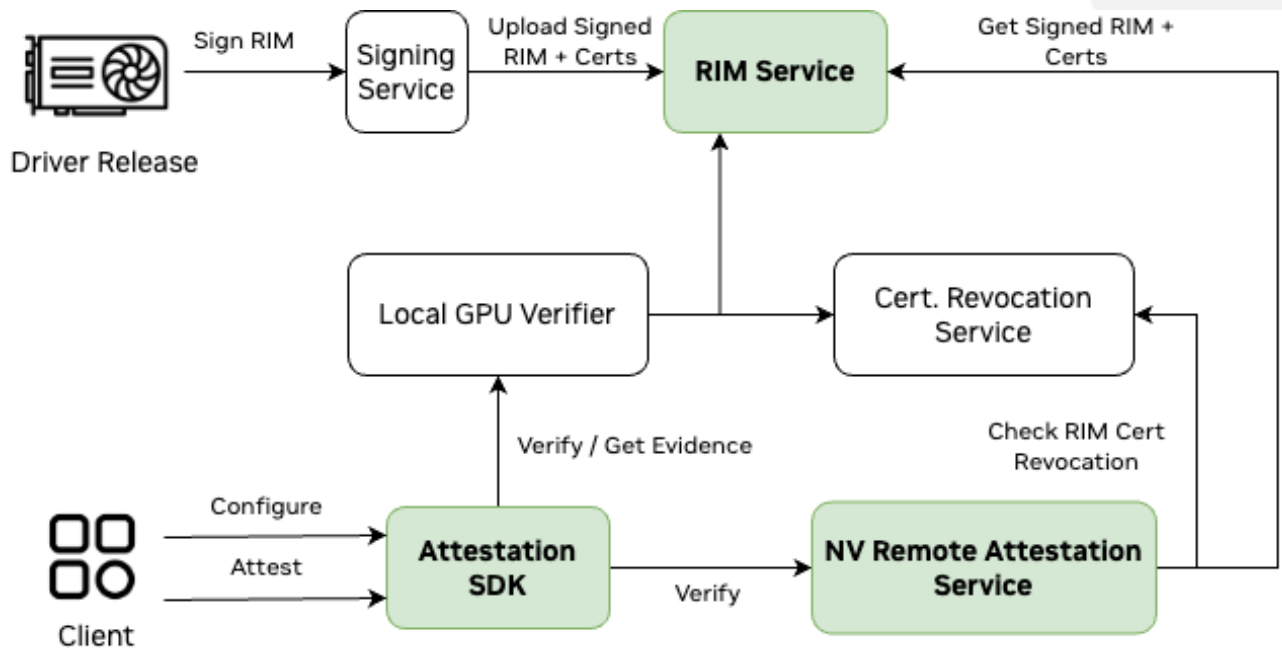 Sign RIM
Signing
Service
Upload Signed
RIM + Certs
RIM Service
Get Signed RIM +
Certs
Driver Release
Local GPU Verifier
Cert. Revocation
Service
Verify / Get Evidence
Check RIM Cert
Revocation
Configure
Attest
Client
Attestation
SDK
Verify
NV Remote Attestation
Service